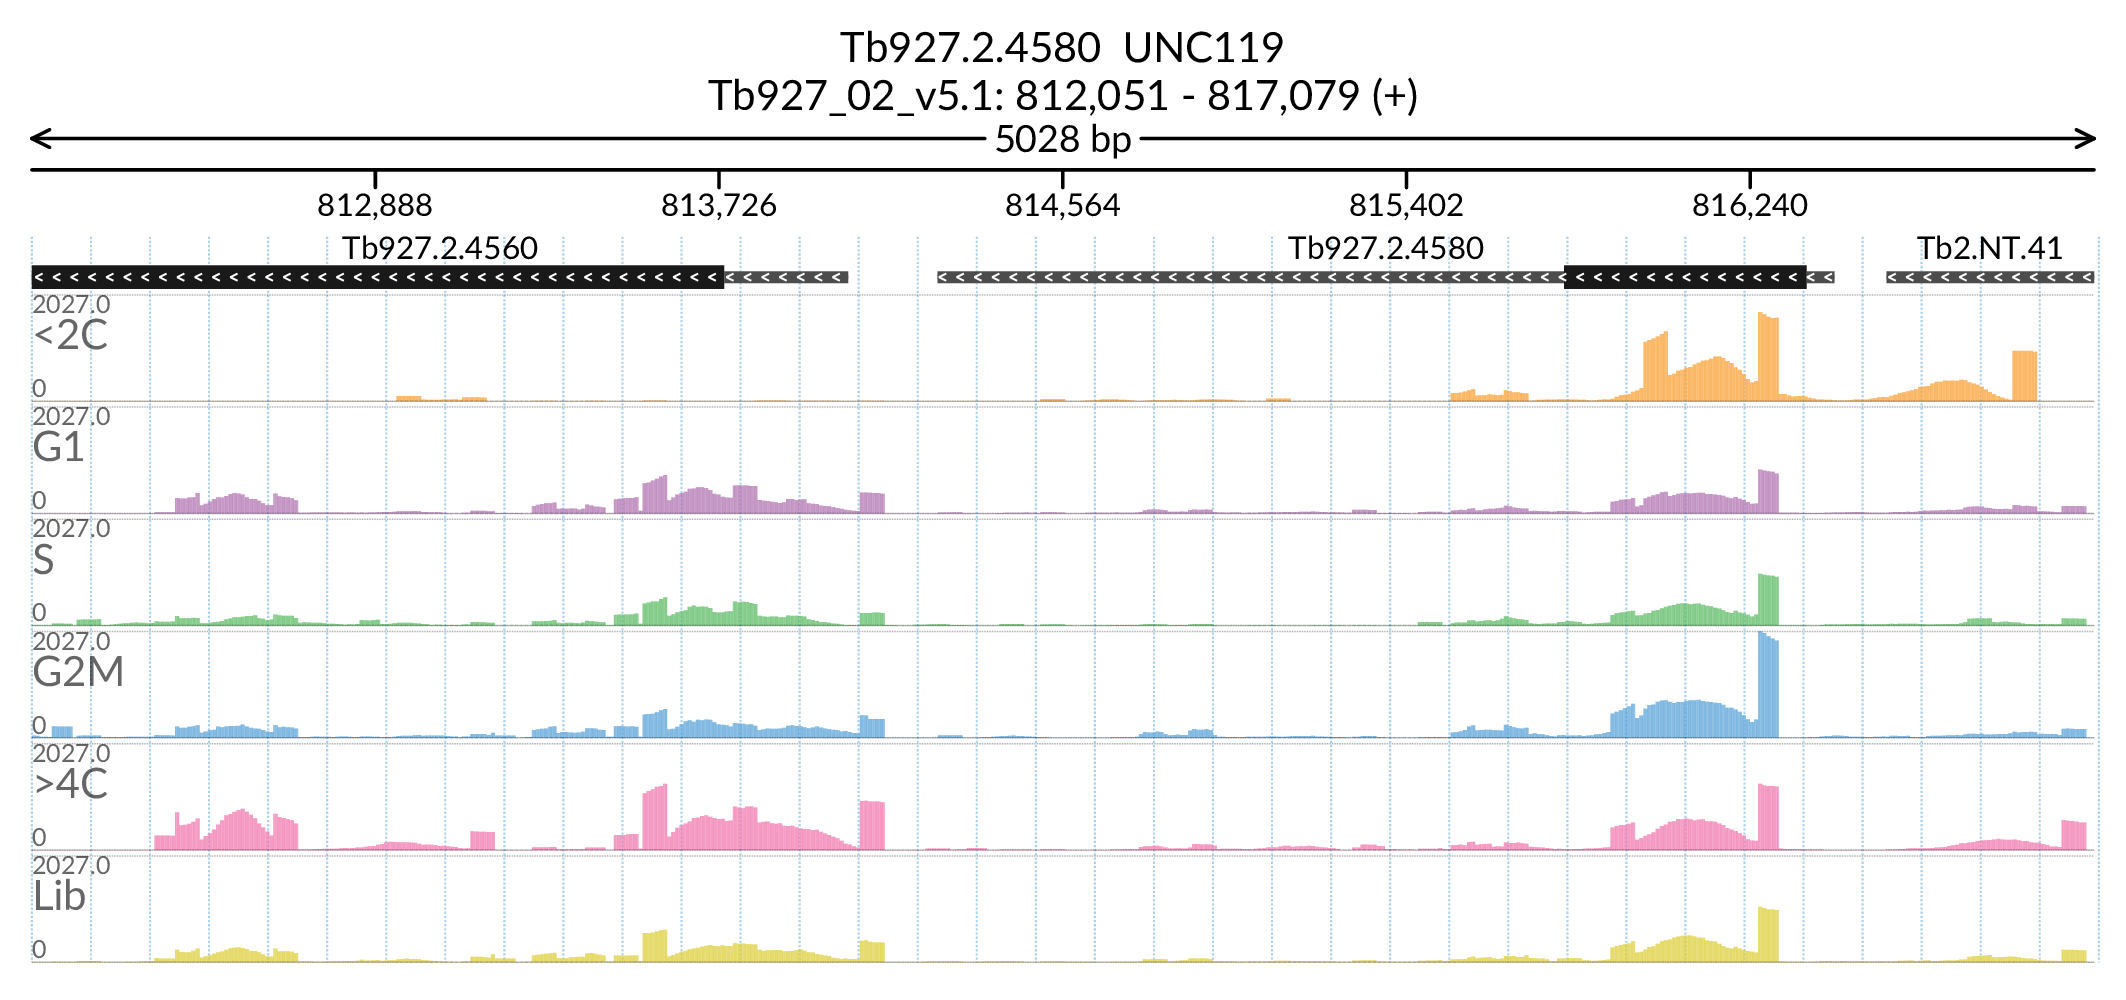 Tb927.2.4580 UNC119
Tb927_02_v5.1: 812,051 - 817,079 (+)
5028 bp
812,888 813,726 814,564 815,402 816,240
Tb927.2.4560 Tb927.2.4580 Tb2.NT.41
2027.0
<2C
0
2027.0
G1
0
2027.0
S
0
2027.0
G2M
0
2027.0
>4C
0
2027.0
Lib
0